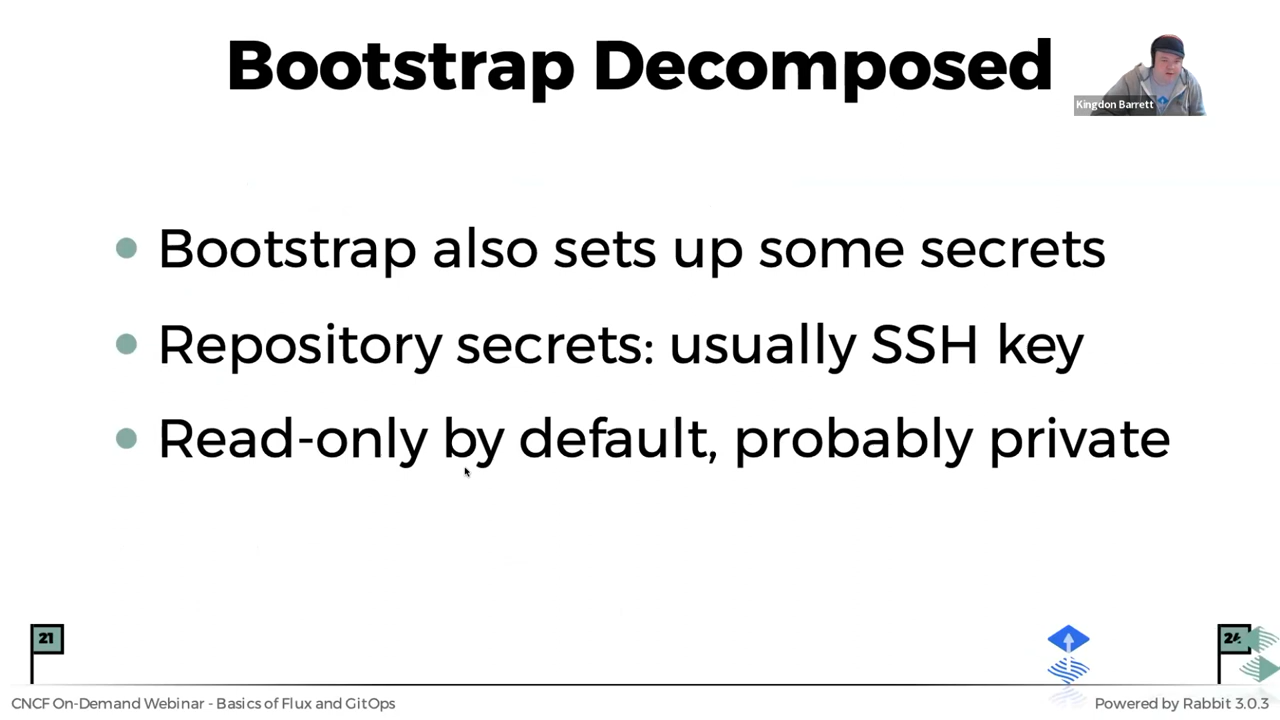 Bootstrap Decomposed
Kingdon Barrett
Bootstrap also sets up some secrets
Repository secrets: usually SSH key
Read-only by default, probably private
21
CNCF On-Demand Webinar - Basics of Flux and GitOps
Powered by Rabbit 3.0.3